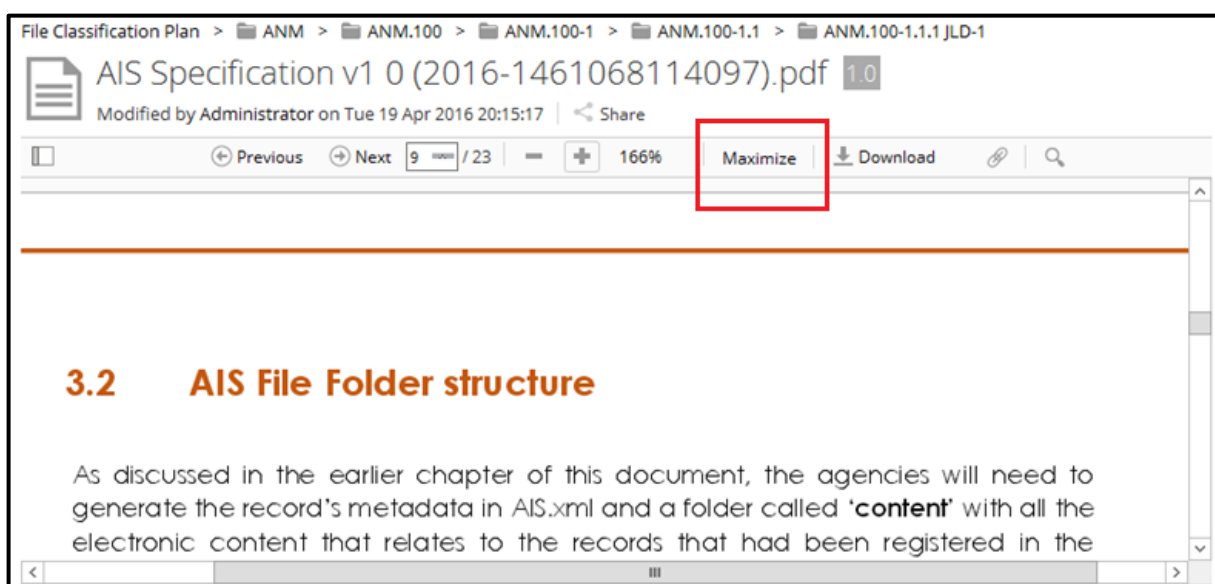 File Classification Plan > ANM > ANM.100 > ANM.100-1 > ANM.100-1.1 > ANM.100-1.1.1 JLD-1
AIS Specification v1 0 (2016-1461068114097).pdf 1.0
Modified by Administrator on Tue 19 Apr 2016 20:15:17 Share
Previous Next 9 / 23 166% Maximize Download
3.2 AIS File Folder structure
As discussed in the earlier chapter of this document, the agencies will need to
generate the record's metadata in AIS.xml and a folder called 'content' with all the
electronic content that relates to the records that had been registered in the